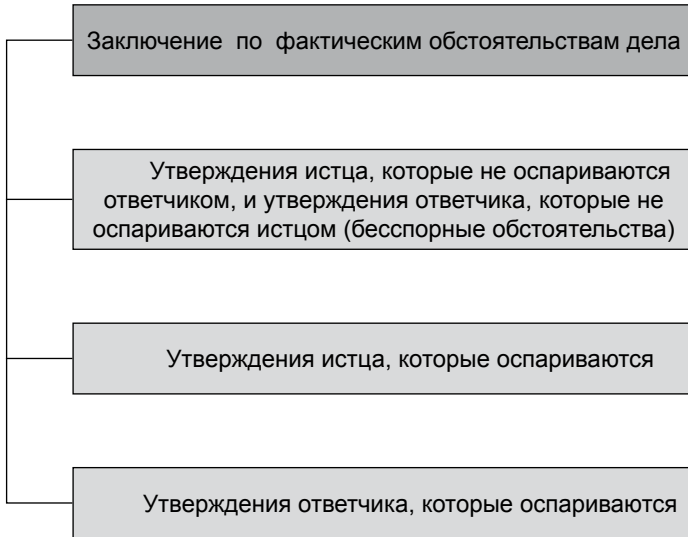 Заключение по фактическим обстоятельствам дела
Утверждения истца, которые не оспариваются
ответчиком, и утверждения ответчика, которые не
оспариваются истцом (бесспорные обстоятельства)
Утверждения истца, которые оспариваются
Утверждения ответчика, которые оспариваются